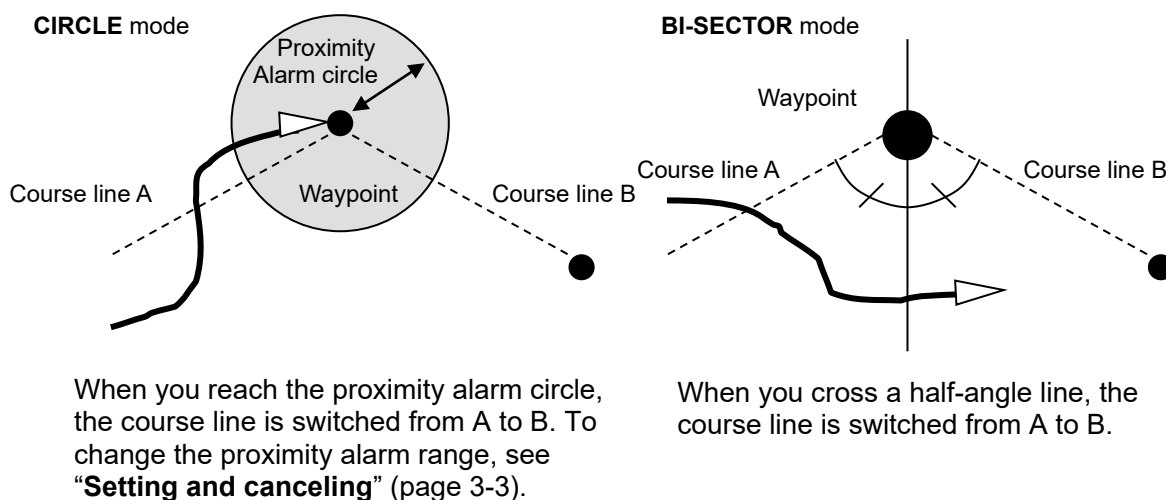 CIRCLE mode
Proximity
Alarm circle
Course line A
Waypoint
Course line B
When you reach the proximity alarm circle,
the course line is switched from A to B. To
change the proximity alarm range, see
“Setting and canceling” (page 3-3).
BI-SECTOR mode
Waypoint
Course line A
Course line B
When you cross a half-angle line, the
course line is switched from A to B.